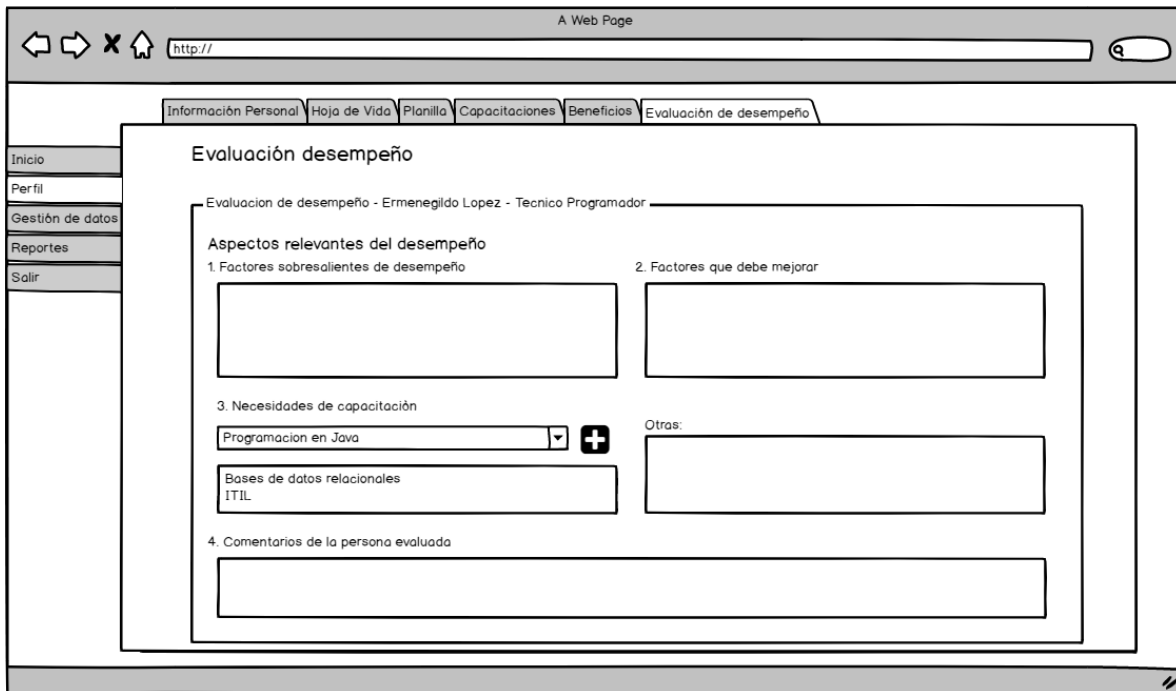 A Web Page
http://
Información Personal
Hoja de Vida
Planilla
Capacitaciones
Beneficios
Evaluación de desempeño
Inicio
Perfil
Gestión de datos
Reportes
Salir
Evaluación desempeño
Evaluacion de desempeño - Ermenegildo Lopez - Tecnico Programador
Aspectos relevantes del desempeño
1. Factores sobresalientes de desempeño
2. Factores que debe mejorar
3. Necesidades de capacitación
Programacion en Java
Otras:
Bases de datos relacionales
ITIL
4. Comentarios de la persona evaluada